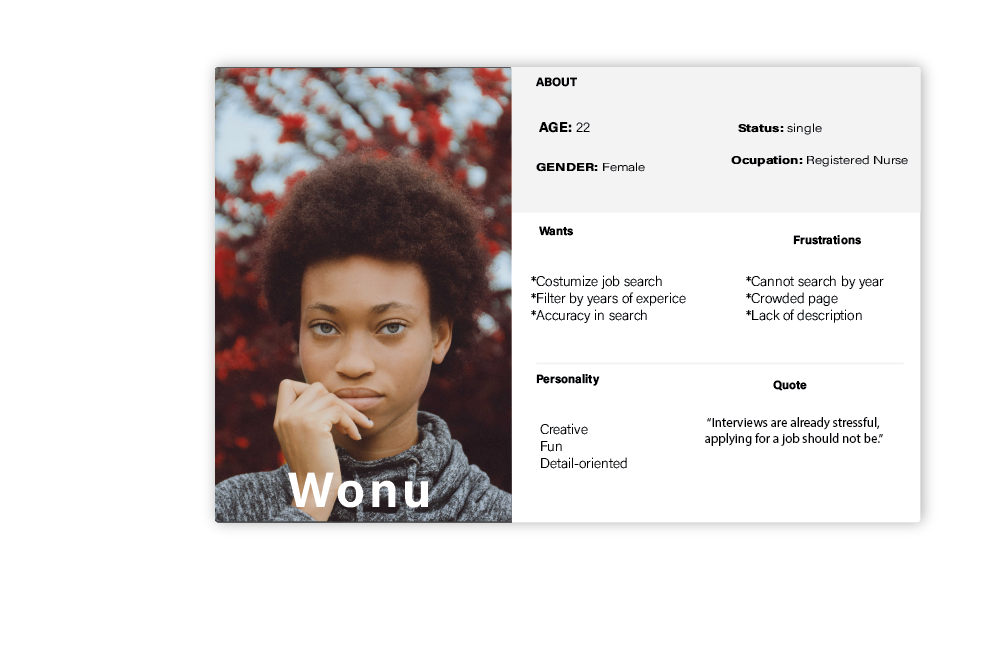 ABOUT
AGE: 22
Status: single
GENDER: Female
Ocupation: Registered Nurse
Wants
*Costumize job search
*Filter by years of experice
*Accuracy in search
Frustrations
*Cannot search by year
*Crowded page
*Lack of description
Personality
Creative
Fun
Detail-oriented
Quote
“Interviews are already stressful,
applying for a job should not be.”
Wonu